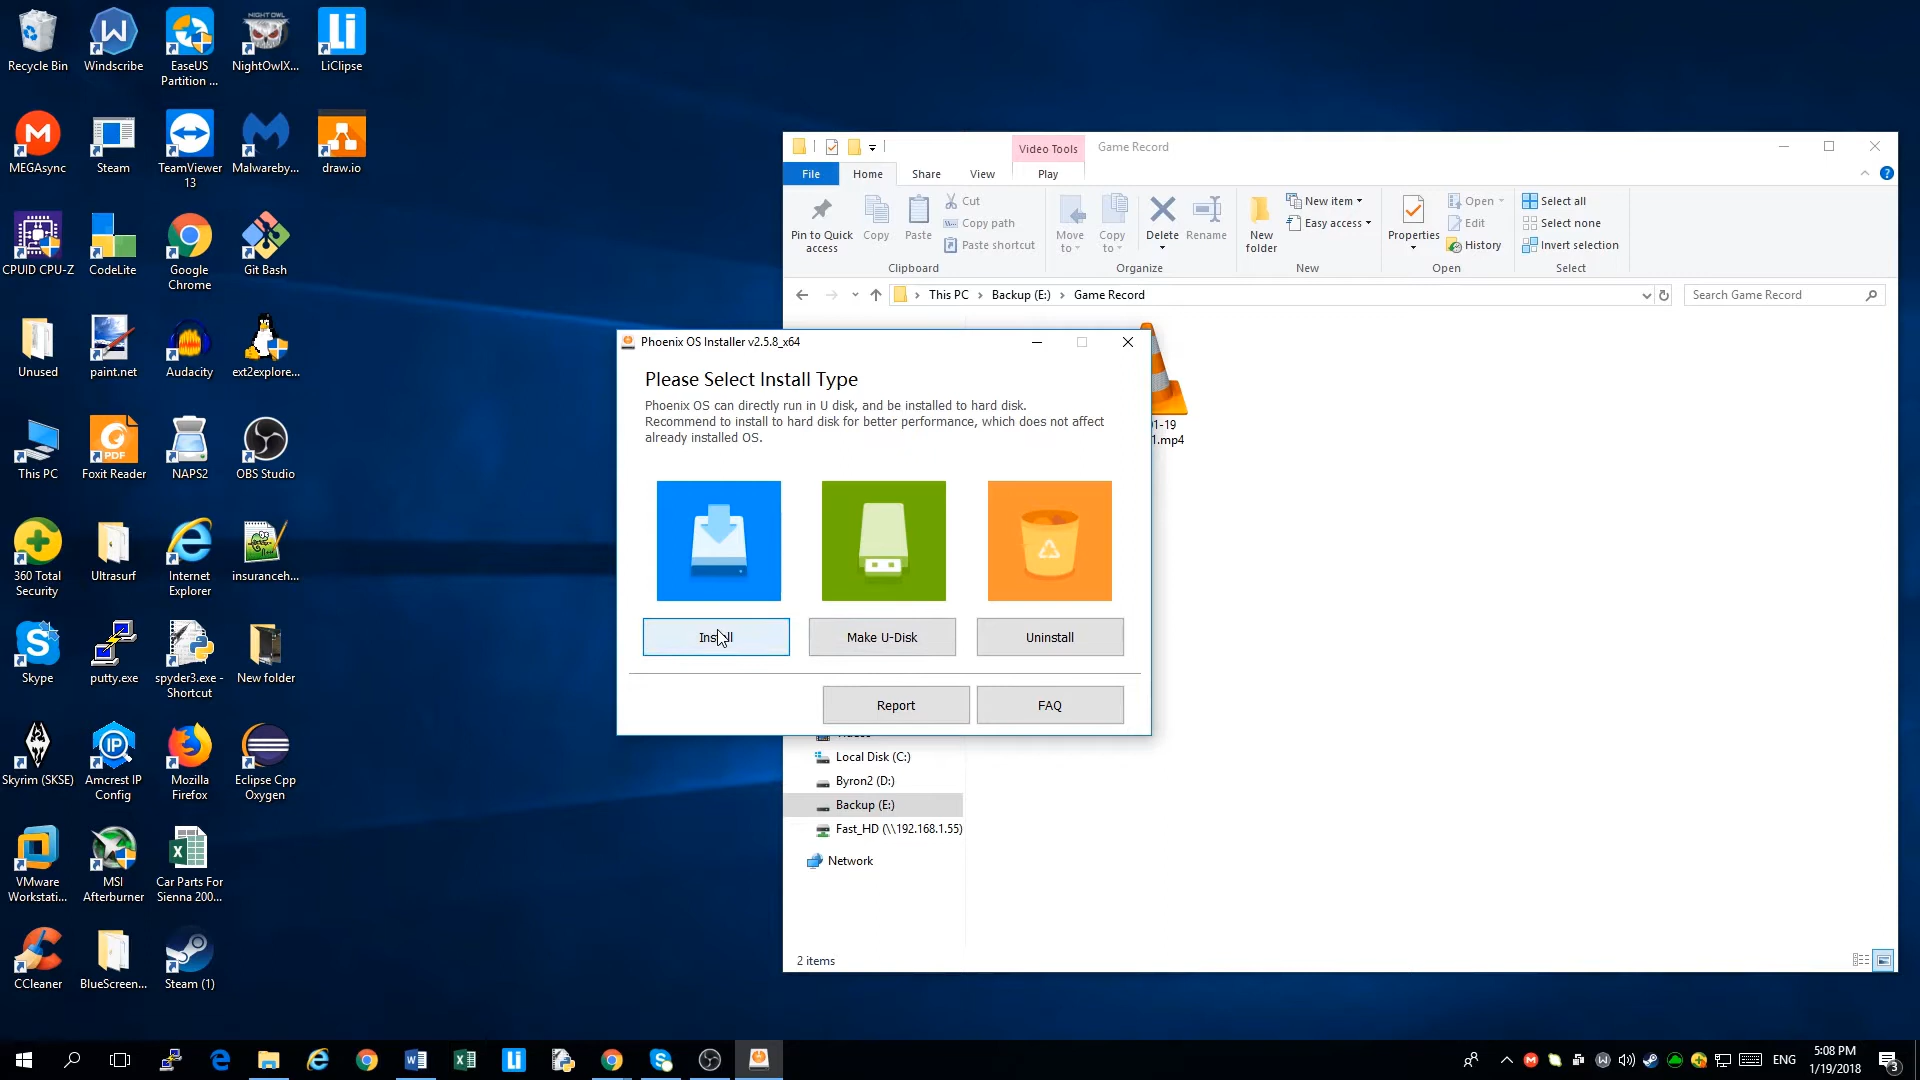 Recycle Bin
Windscribe
EaseUS
Partition ...
NIGHT OWL
NightOwlX...
Li
LiClipse
MEGAsync
Steam
TeamViewer
13
Malwareby...
draw.io
CPUID CPU-Z
CodeLite
Google
Chrome
Git Bash
Unused
paint.net
Audacity
ext2explore...
This PC
PDF
Foxit Reader
NAPS2
OBS Studio
360 Total
Security
Ultrasurf
Internet
Explorer
insuranceh...
Skype
putty.exe
spyder3.exe -
Shortcut
New folder
Skyrim (SKSE)
IP
Amcrest IP
Config
Mozilla
Firefox
Eclipse Cpp
Oxygen
VMware
Workstati...
MSI
Afterburner
Car Parts For
Sienna 200...
CCleaner
BlueScreen...
Steam (1)
Video Tools
Game Record
File
Home
Share
View
Play
Pin to Quick
access
Copy
Paste
Cut
Copy path
Paste shortcut
Clipboard
Move
to
Copy
to
Delete
Rename
Organize
New
folder
New item
Easy access
New
Properties
Open
Edit
History
Open
Select all
Select none
Invert selection
Select
This PC
Backup (E:)
Game Record
Search Game Record
1-19
1.mp4
Phoenix OS Installer v2.5.8_x64
Please Select Install Type
Phoenix OS can directly run in U disk, and be installed to hard disk.
Recommend to install to hard disk for better performance, which does not affect
already installed OS.
Install
Make U-Disk
Uninstall
Report
FAQ
Local Disk (C:)
Byron2 (D:)
Backup (E:)
Fast_HD (\\192.168.1.55)
Network
2 items
ENG
5:08 PM
1/19/2018
3